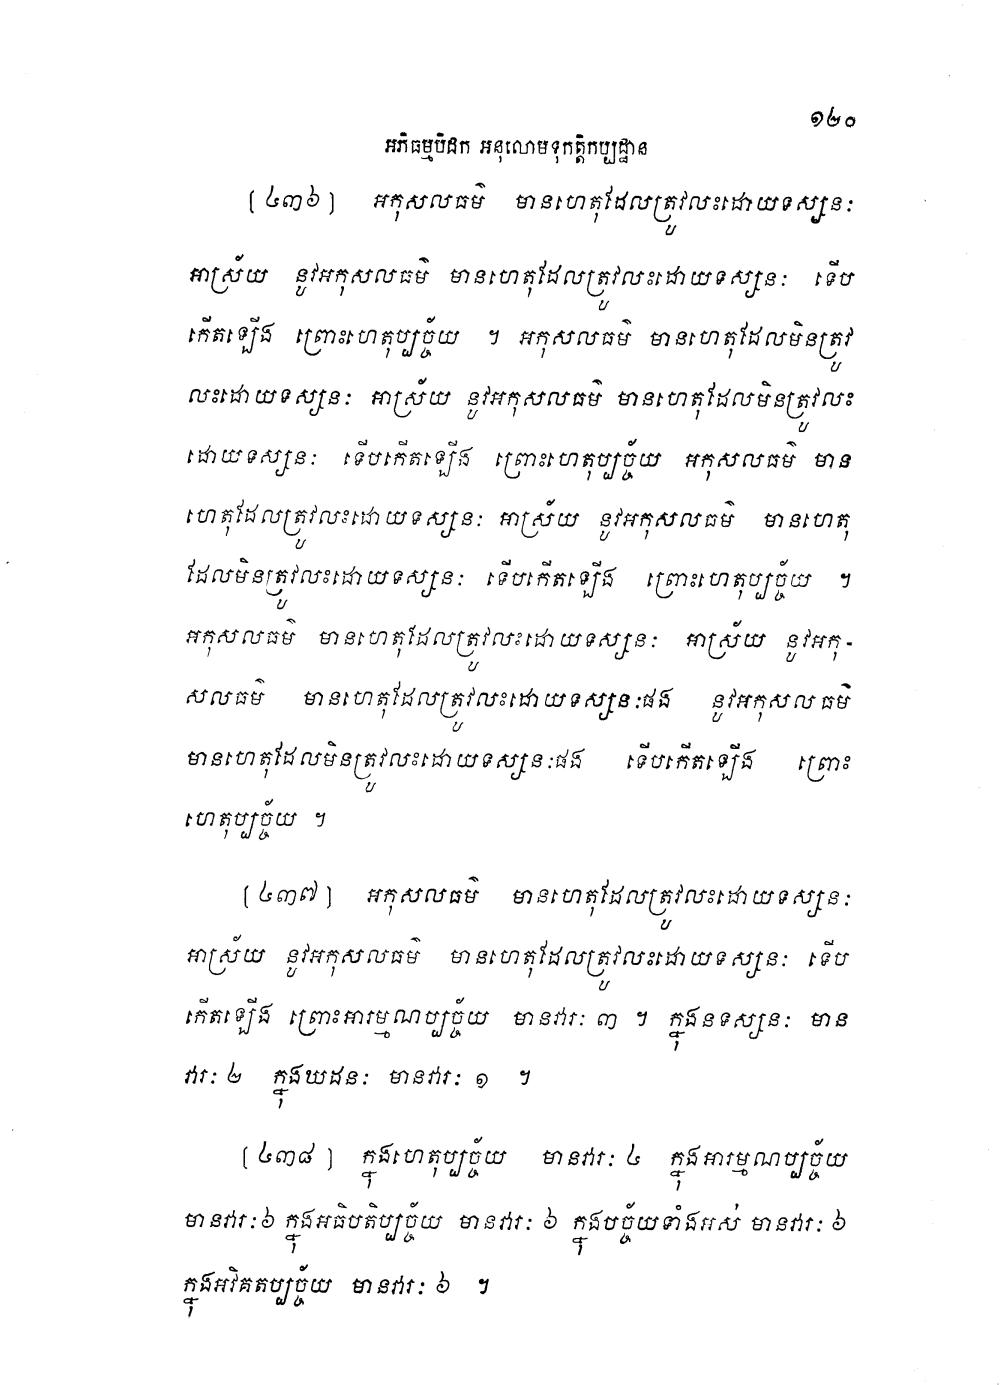 ១២០
អភិធម្មបិដក អនុលោមទុកត្តិកប្បដ្ឋាន
[៤៣៦] អកុសលធម៌ មានហេតុដែលត្រូវលះដោយទស្សនៈ
អាស្រ័យ នូវអកុសលធម៌ មានហេតុដែលត្រូវលះដោយទស្សនៈ ទើប
កើតឡើង ព្រោះហេតុប្បច្ច័យ ។ អកុសលធម៌ មានហេតុដែលមិនត្រូវ
លះដោយទស្សនៈ អាស្រ័យ នូវអកុសលធម៌ មានហេតុដែលមិនត្រូវលះ
ដោយទស្សនៈ ទើបកើតឡើង ព្រោះហេតុប្បច្ច័យ អកុសលធម៌ មាន
ហេតុដែលត្រូវលះដោយទស្សនៈ អាស្រ័យ នូវអកុសលធម៌ មានហេតុ
ដែលមិនត្រូវលះដោយទស្សនៈ ទើបកើតឡើង ព្រោះហេតុប្បច្ច័យ ។
អកុសលធម៌ មានហេតុដែលត្រូវលះដោយទស្សនៈ អាស្រ័យ នូវអកុ-
សលធម៌ មានហេតុដែលត្រូវលះដោយទស្សនៈផង នូវអកុសលធម៌
មានហេតុដែលមិនត្រូវលះដោយទស្សនៈផង ទើបកើតឡើង ព្រោះ
ហេតុប្បច្ច័យ ។
[៤៣៧] អកុសលធម៌ មានហេតុដែលត្រូវលះដោយទស្សនៈ
អាស្រ័យ នូវអកុសលធម៌ មានហេតុដែលត្រូវលះដោយទស្សនៈ ទើប
កើតឡើង ព្រោះអារម្មណប្បច្ច័យ មានវារៈ ៣ ។ ក្នុងនទស្សនៈ មាន
វារៈ ២ ក្នុងឃដនៈ មានវារៈ ១ ។
[៤៣៨] ក្នុងហេតុប្បច្ច័យ មានវារៈ ៤ ក្នុងអារម្មណប្បច្ច័យ
មានវារៈ ៦ ក្នុងអធិបតិប្បច្ច័យ មានវារៈ ៦ ក្នុងបច្ច័យទាំងអស់ មានវារៈ ៦
ក្នុងអវិគតប្បច្ច័យ មានវារៈ ៦ ។